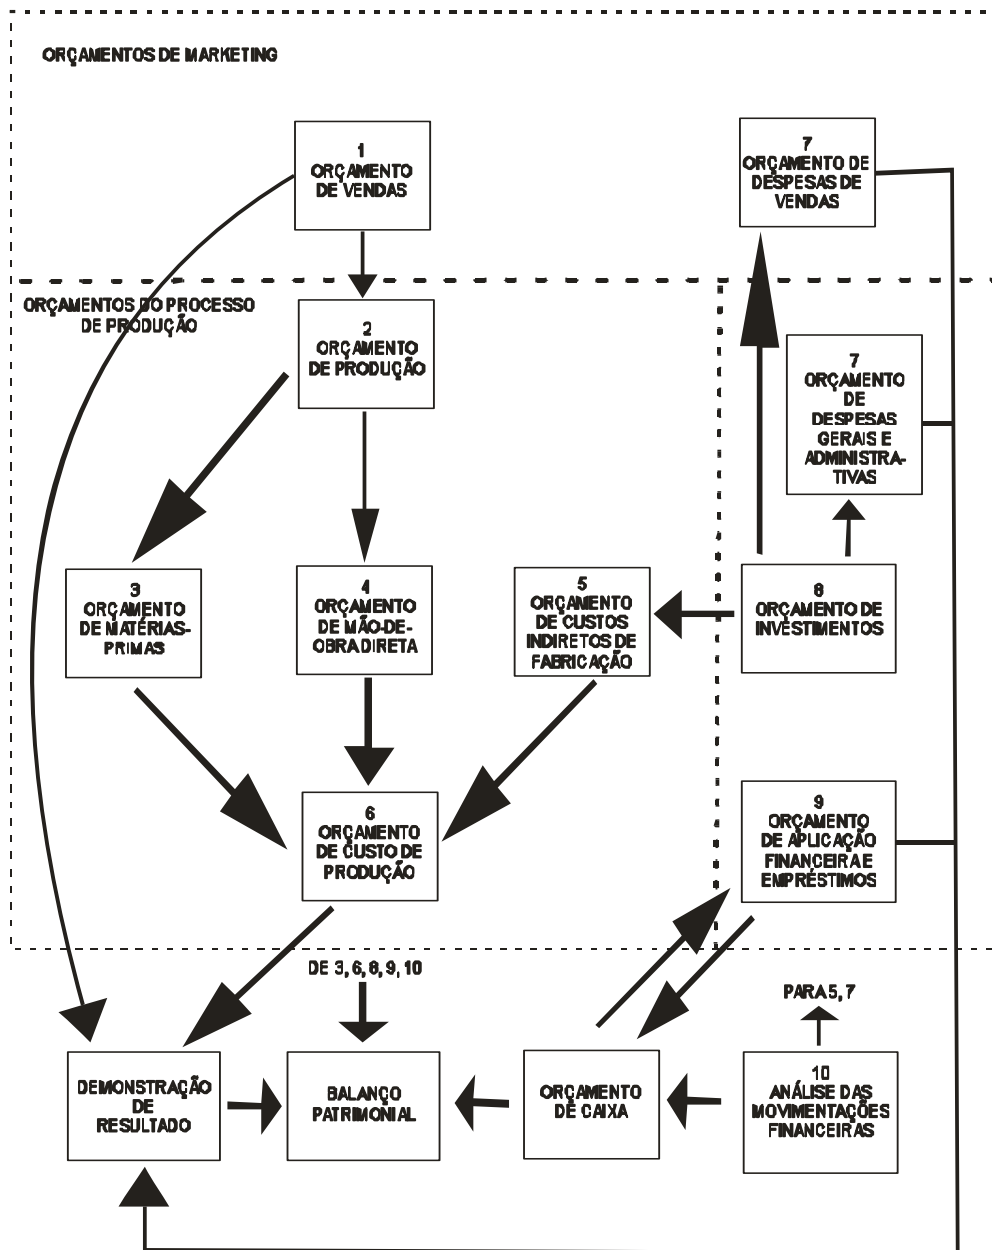 ORÇAMENTOS DE MARKETING
1
ORÇAMENTO
DE VENDAS
7
ORÇAMENTO DE
DESPESAS DE
VENDAS
ORÇAMENTOS DO PROCESSO
DE PRODUÇÃO
2
ORÇAMENTO
DE PRODUÇÃO
7
ORÇAMENTO
DE
DESPESAS
GERAIS E
ADMINISTRA-
TIVAS
3
ORÇAMENTO
DE MATÉRIAS-
PRIMAS
4
ORÇAMENTO
DE MÃO-DE-
OBRA DIRETA
5
ORÇAMENTO
DE CUSTOS
INDIRETOS DE
FABRICAÇÃO
8
ORÇAMENTO DE
INVESTIMENTOS
6
ORÇAMENTO
DE CUSTO DE
PRODUÇÃO
9
ORÇAMENTO
DE APLICAÇÃO
FINANCEIRA E
EMPRÉSTIMOS
DE 3, 6, 8, 9, 10
PARA 5, 7
DEMONSTRAÇÃO
DE
RESULTADO
BALANÇO
PATRIMONIAL
ORÇAMENTO
DE CAIXA
10
ANÁLISE DAS
MOVIMENTAÇÕES
FINANCEIRAS